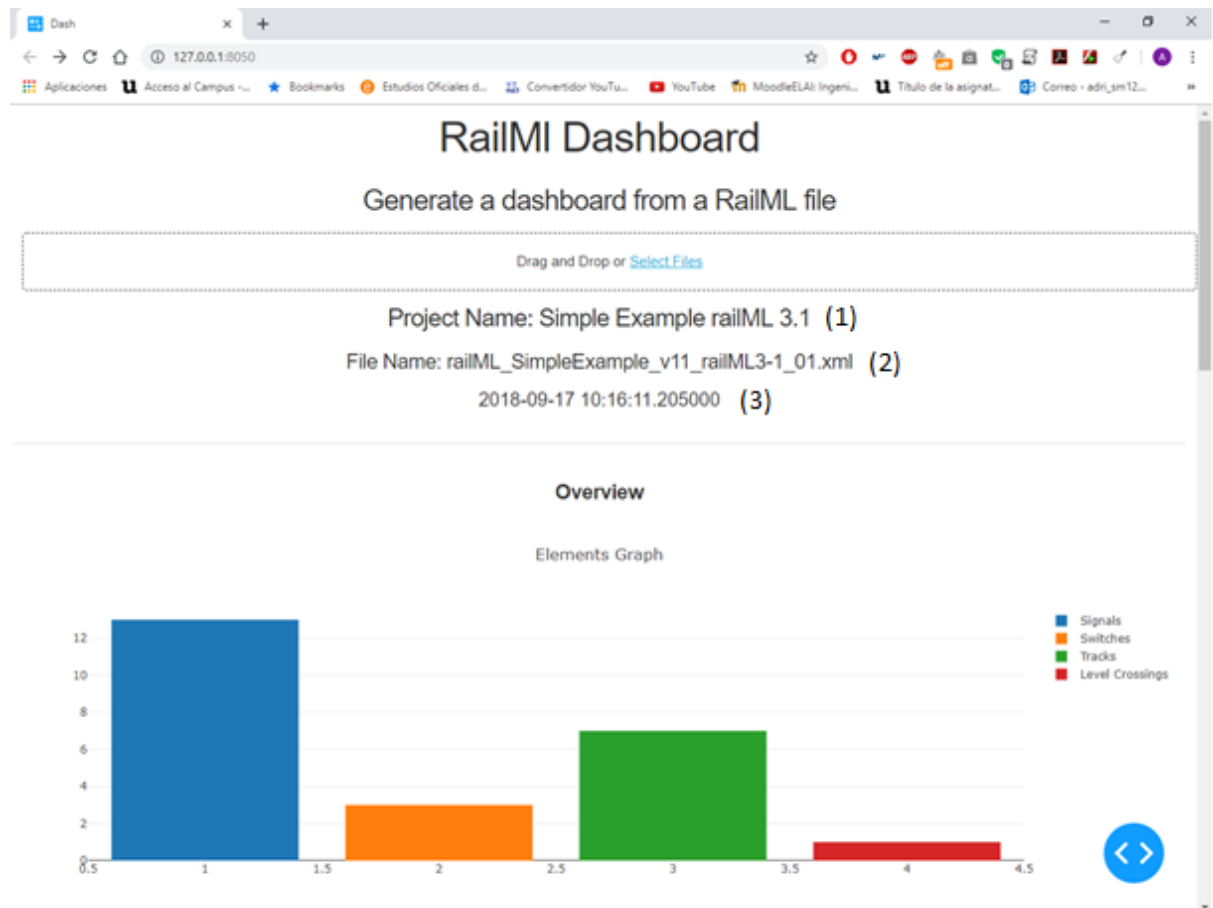 Dash
127.0.0.1:8050
Aplicaciones
Acceso al Campus -...
Bookmarks
Estudios Oficiales d...
Convertidor YouTu...
YouTube
MoodleELAI: Ingeni...
Título de la asignat...
Correo - adri_sm12...
RailMl Dashboard
Generate a dashboard from a RailML file
Drag and Drop or Select Files
Project Name: Simple Example railML 3.1 (1)
File Name: railML_SimpleExample_v11_railML3-1_01.xml (2)
2018-09-17 10:16:11.205000 (3)
Overview
Elements Graph
Signals
Switches
Tracks
Level Crossings
12
10
8
6
4
2
0
0.5 1 1.5 2 2.5 3 3.5 4 4.5